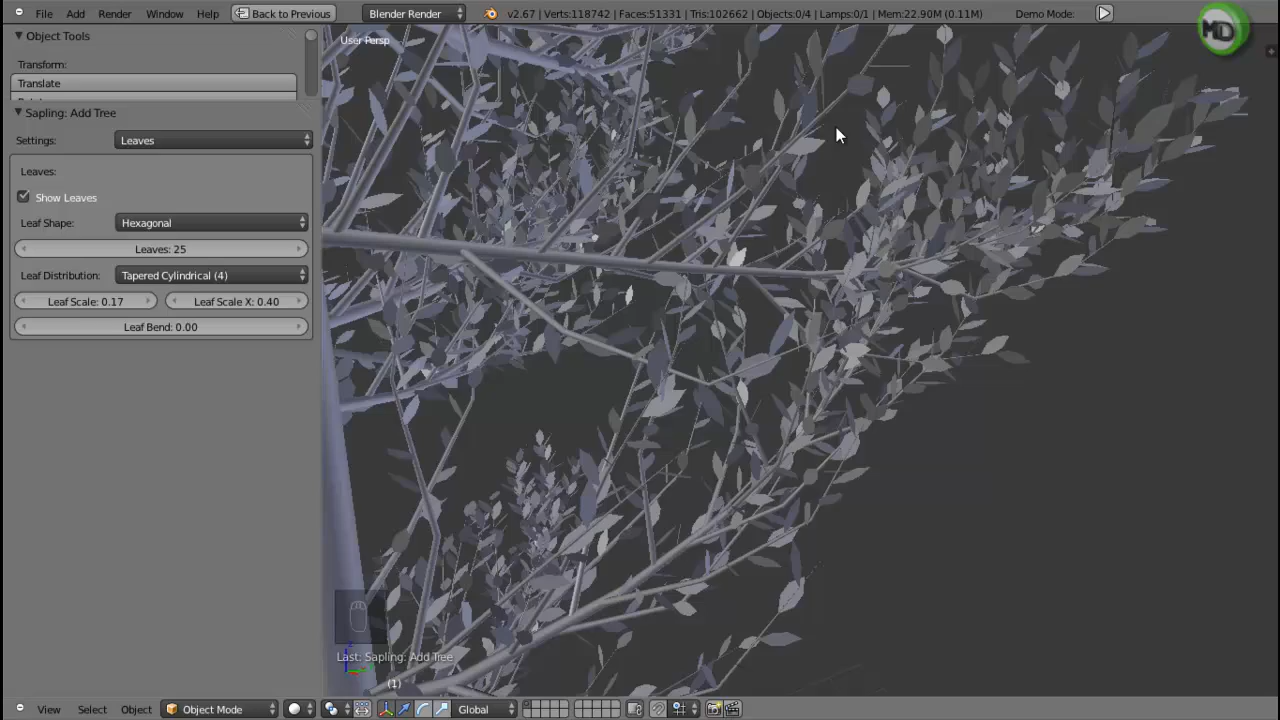 File Add Render Window Help Back to Previous Blender Render v2.67 | Verts:118742 | Faces:51331 | Tris:102662 | Objects:0/4 | Lamps:0/1 | Mem:22.90M (0.11M) Demo Mode:
MD
Object Tools
User Persp
Transform:
Translate
Sapling: Add Tree
Settings: Leaves
Leaves:
Show Leaves
Leaf Shape: Hexagonal
Leaves: 25
Leaf Distribution: Tapered Cylindrical (4)
Leaf Scale: 0.17 Leaf Scale X: 0.40
Leaf Bend: 0.00
Last: Sapling: Add Tree
(1)
View Select Object Object Mode Global